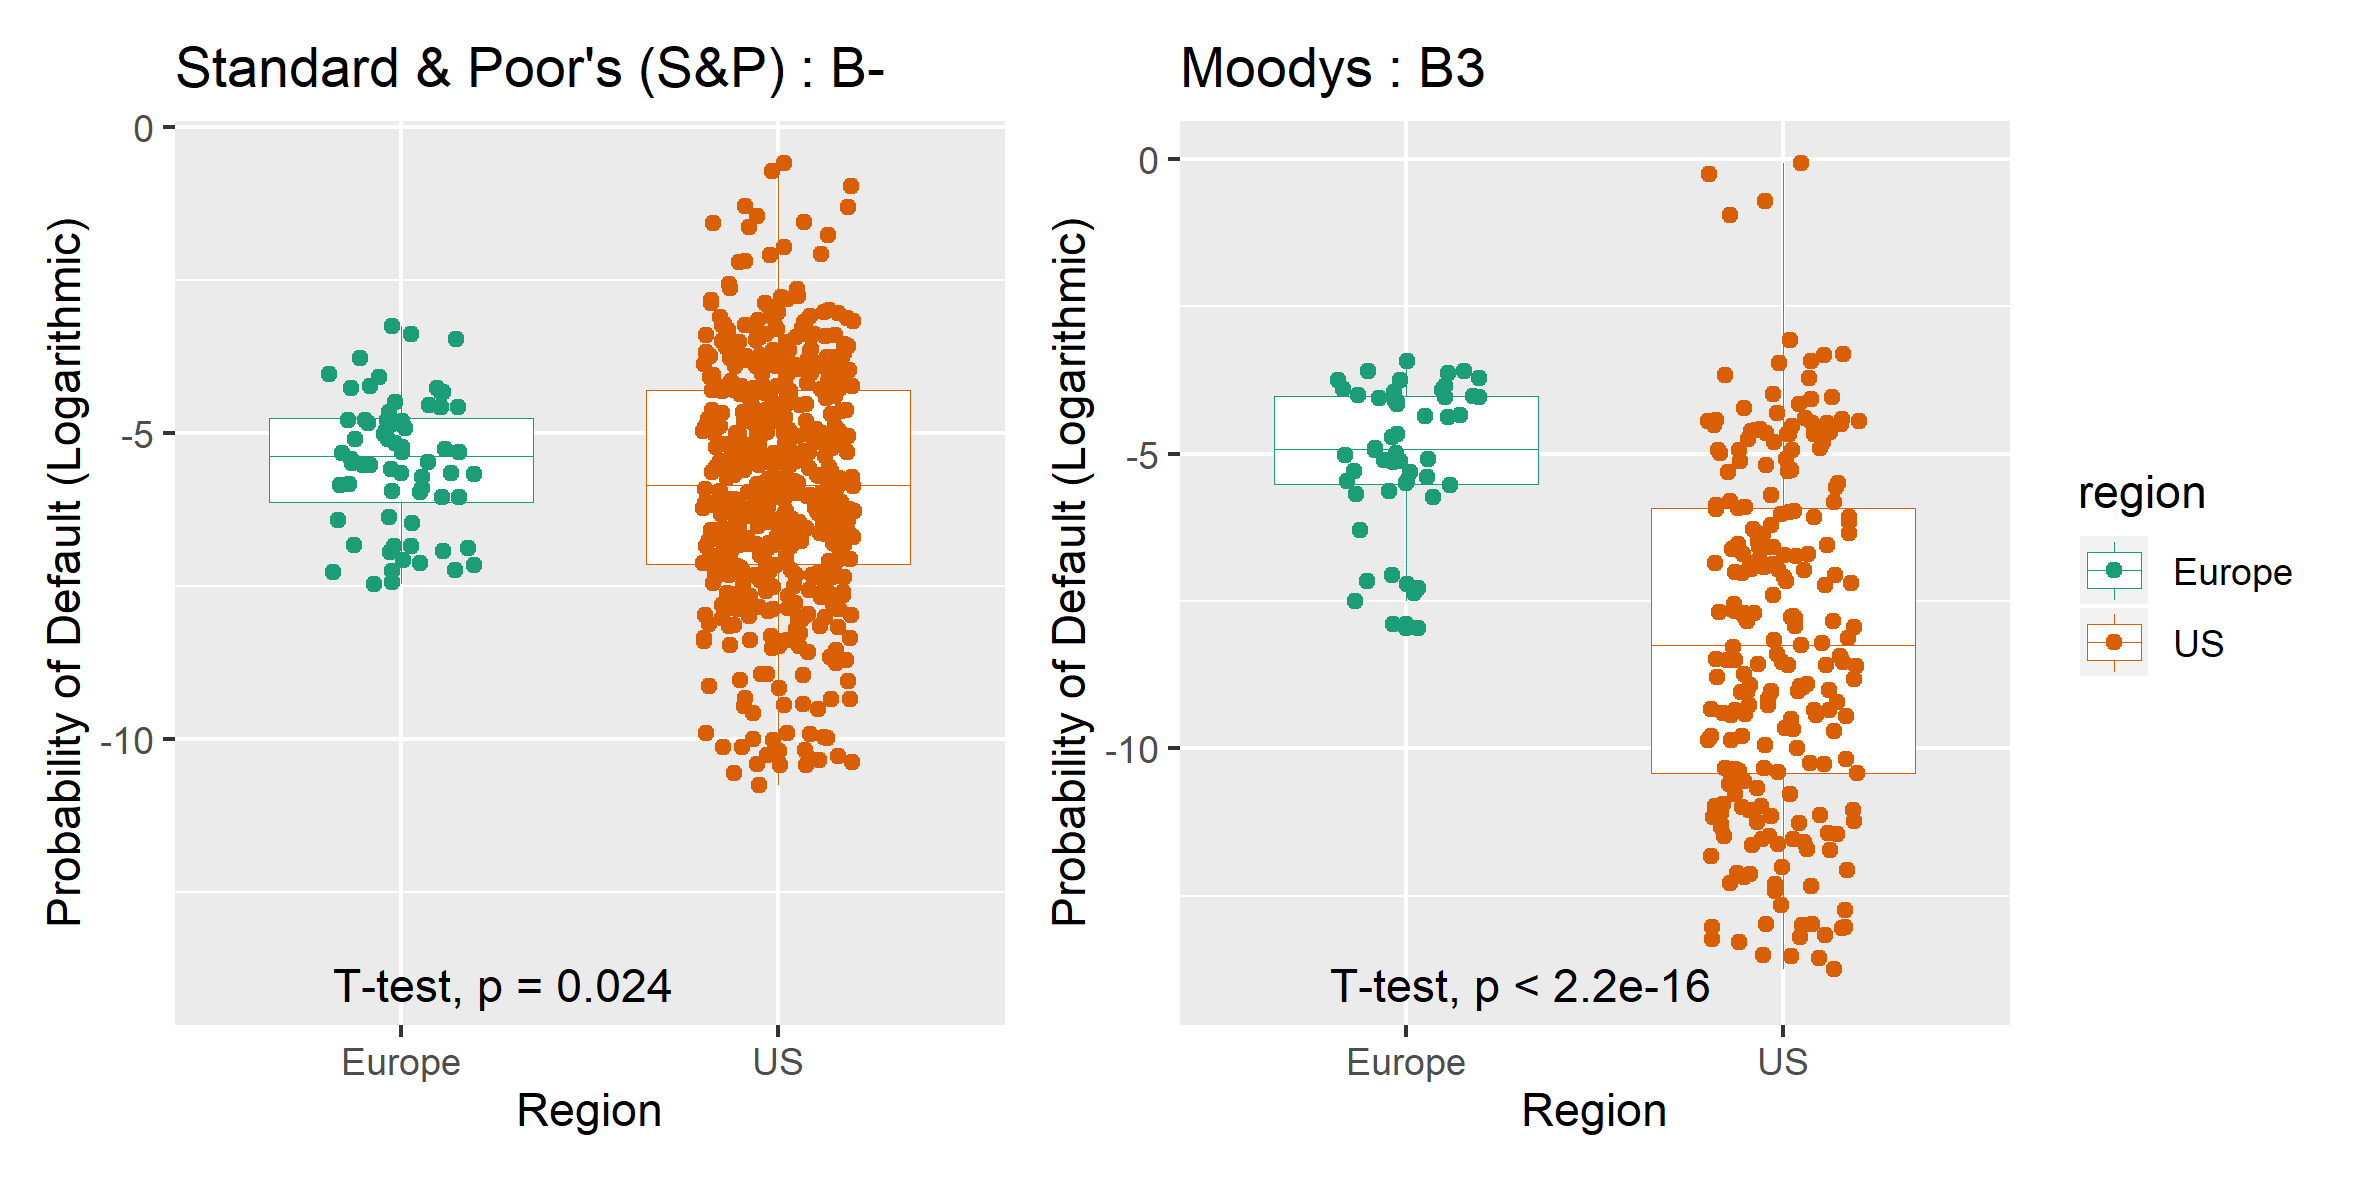 Standard & Poor's (S&P) : B-
Probability of Default (Logarithmic)
0
-5
-10
T-test, p = 0.024
Europe
US
Region
Moodys : B3
Probability of Default (Logarithmic)
0
-5
-10
T-test, p < 2.2e-16
Europe
US
Region
region
Europe
US